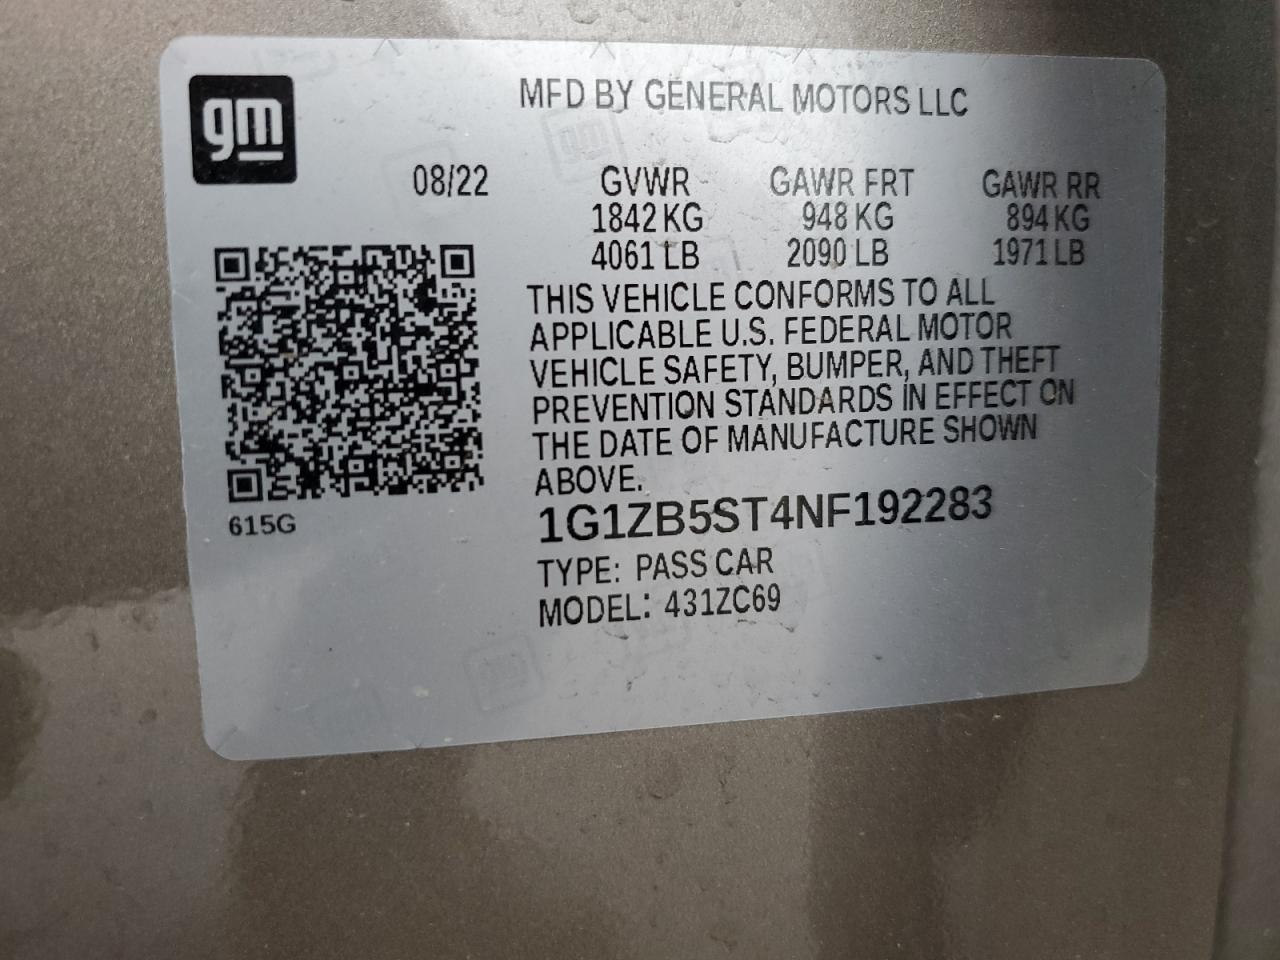 gm
MFD BY GENERAL MOTORS LLC
08/22 GVWR GAWR FRT GAWR RR
1842 KG 948 KG 894 KG
4061 LB 2090 LB 1971 LB
THIS VEHICLE CONFORMS TO ALL
APPLICABLE U.S. FEDERAL MOTOR
VEHICLE SAFETY, BUMPER, AND THEFT
PREVENTION STANDARDS IN EFFECT ON
THE DATE OF MANUFACTURE SHOWN
ABOVE.
615G
1G1ZB5ST4NF192283
TYPE: PASS CAR
MODEL: 431ZC69